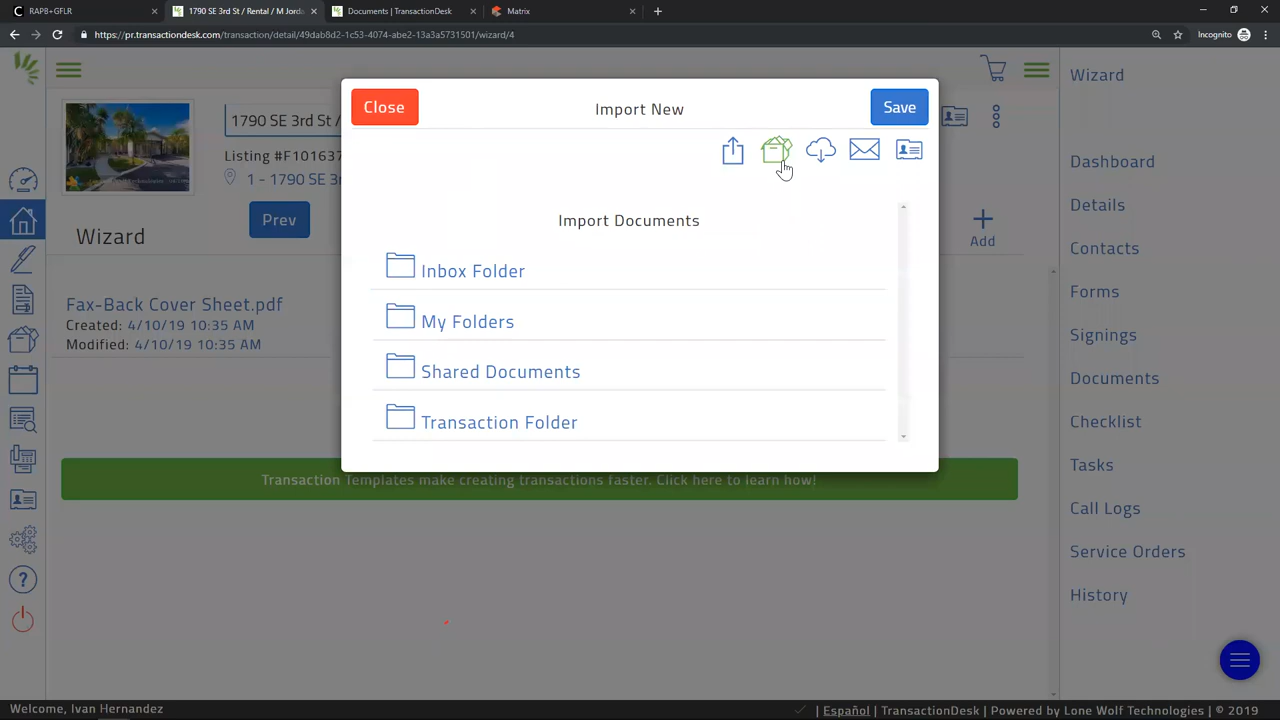 RAPB+GFLR
1790 SE 3rd St / Rental / M Jorda
Documents | TransactionDesk
Matrix
https://pr.transactiondesk.com/transaction/detail/49dab8d2-1c53-4074-abe2-13a3a5731501/wizard/4
Incognito
Close
Import New
Save
1790 SE 3rd St /
Listing #F101637
1 - 1790 SE 3r
Prev
Wizard
Add
Import Documents
Inbox Folder
My Folders
Shared Documents
Transaction Folder
Fax-Back Cover Sheet.pdf
Created: 4/10/19 10:35 AM
Modified: 4/10/19 10:35 AM
Transaction Templates make creating transactions faster. Click here to learn how!
Wizard
Dashboard
Details
Contacts
Forms
Signings
Documents
Checklist
Tasks
Call Logs
Service Orders
History
Welcome, Ivan Hernandez
| Español | TransactionDesk | Powered by Lone Wolf Technologies | © 2019